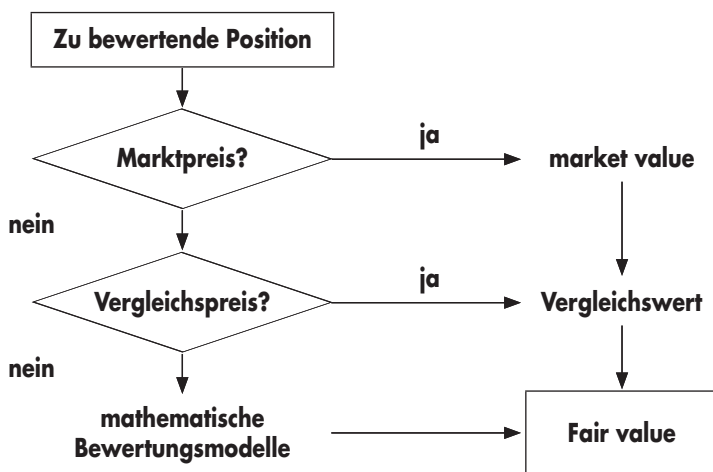 Zu bewertende Position
Marktpreis?
ja
market value
nein
Vergleichspreis?
ja
Vergleichswert
nein
mathematische
Bewertungsmodelle
Fair value